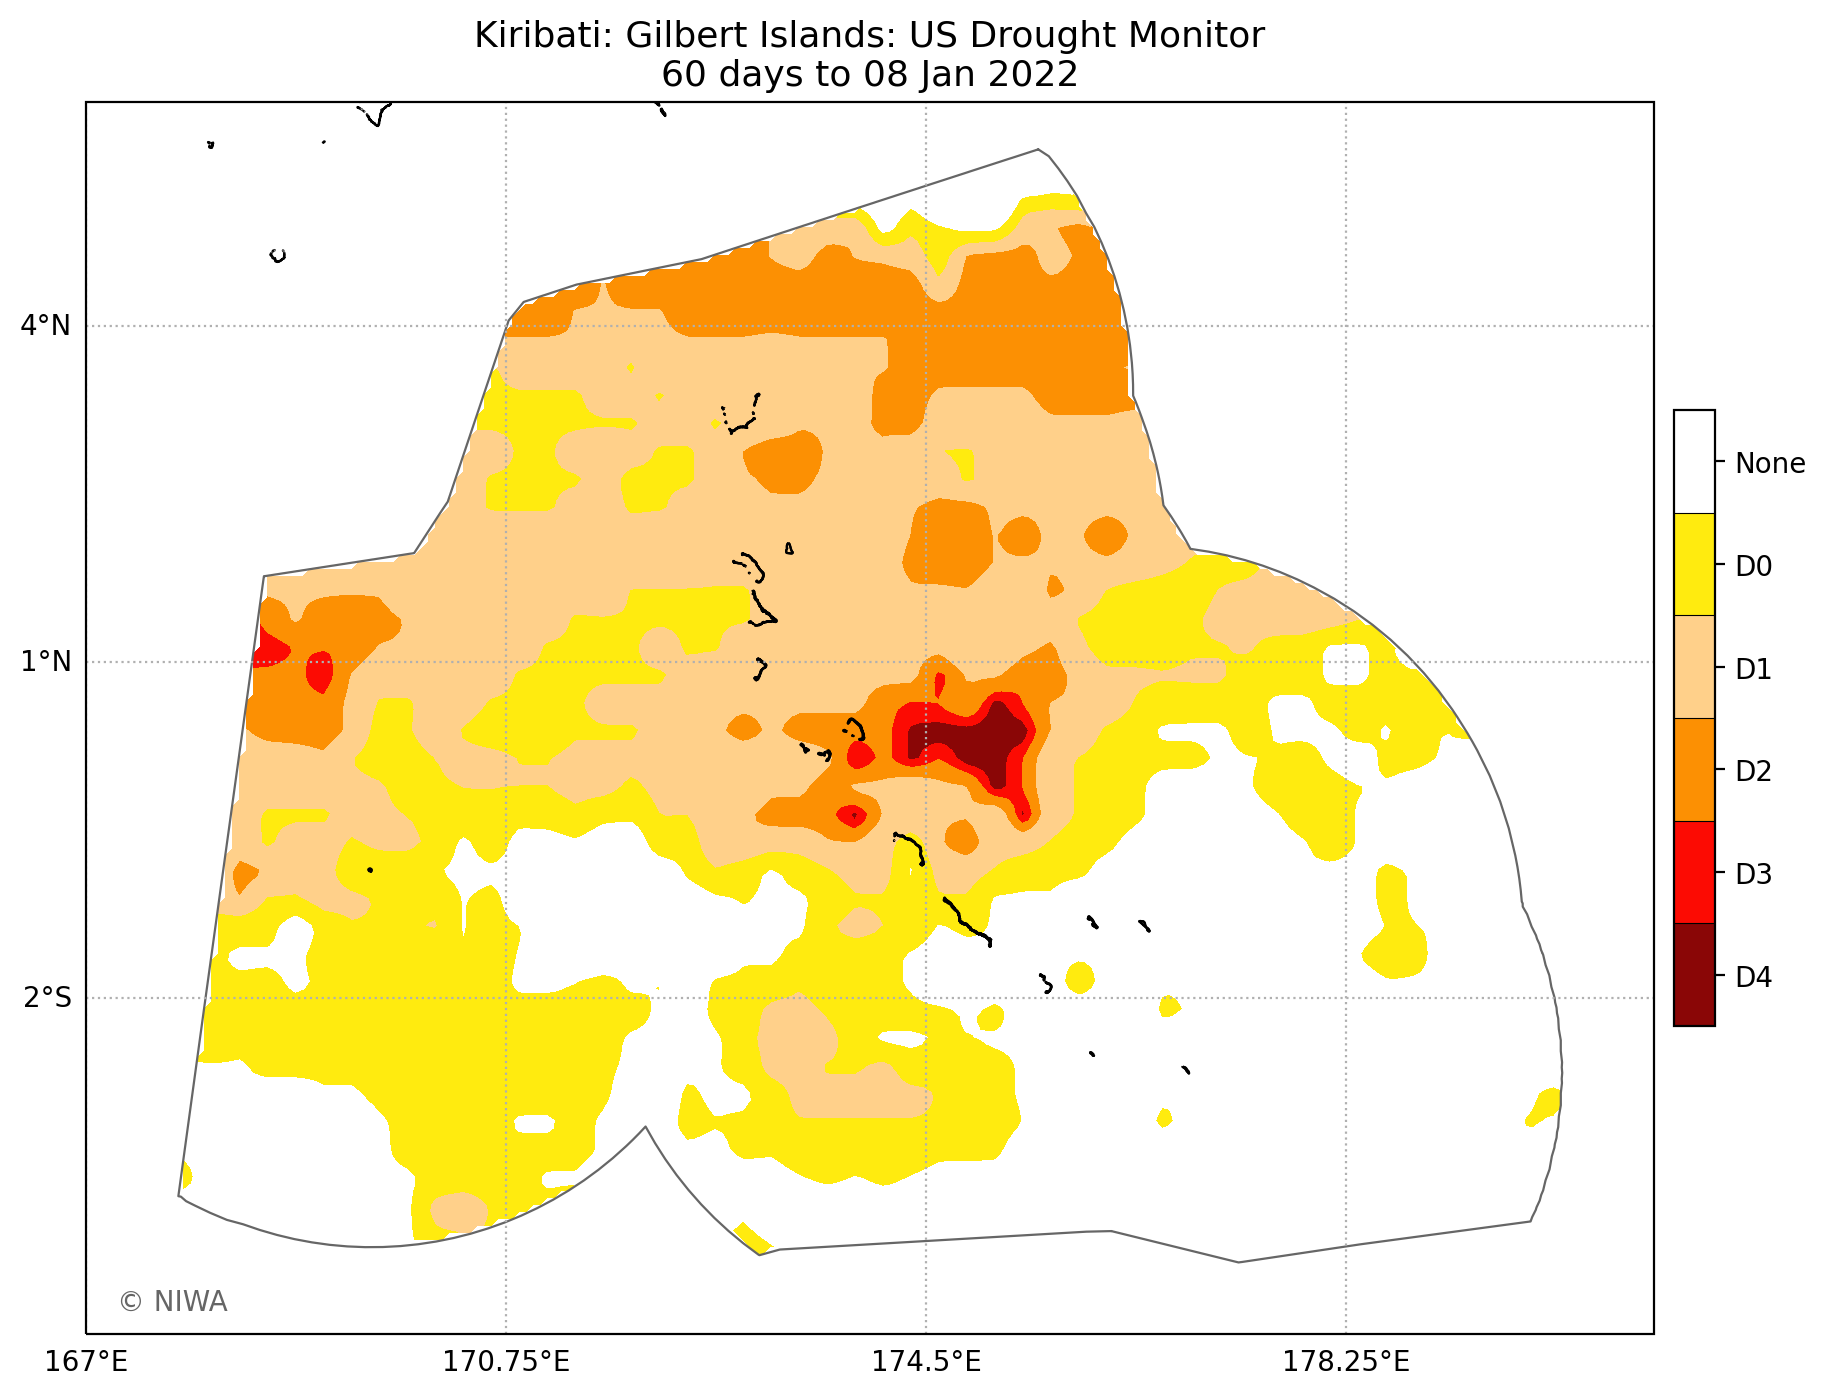 Kiribati: Gilbert Islands: US Drought Monitor
60 days to 08 Jan 2022
4°N
1°N
2°S
None
D0
D1
D2
D3
D4
© NIWA
167°E
170.75°E
174.5°E
178.25°E